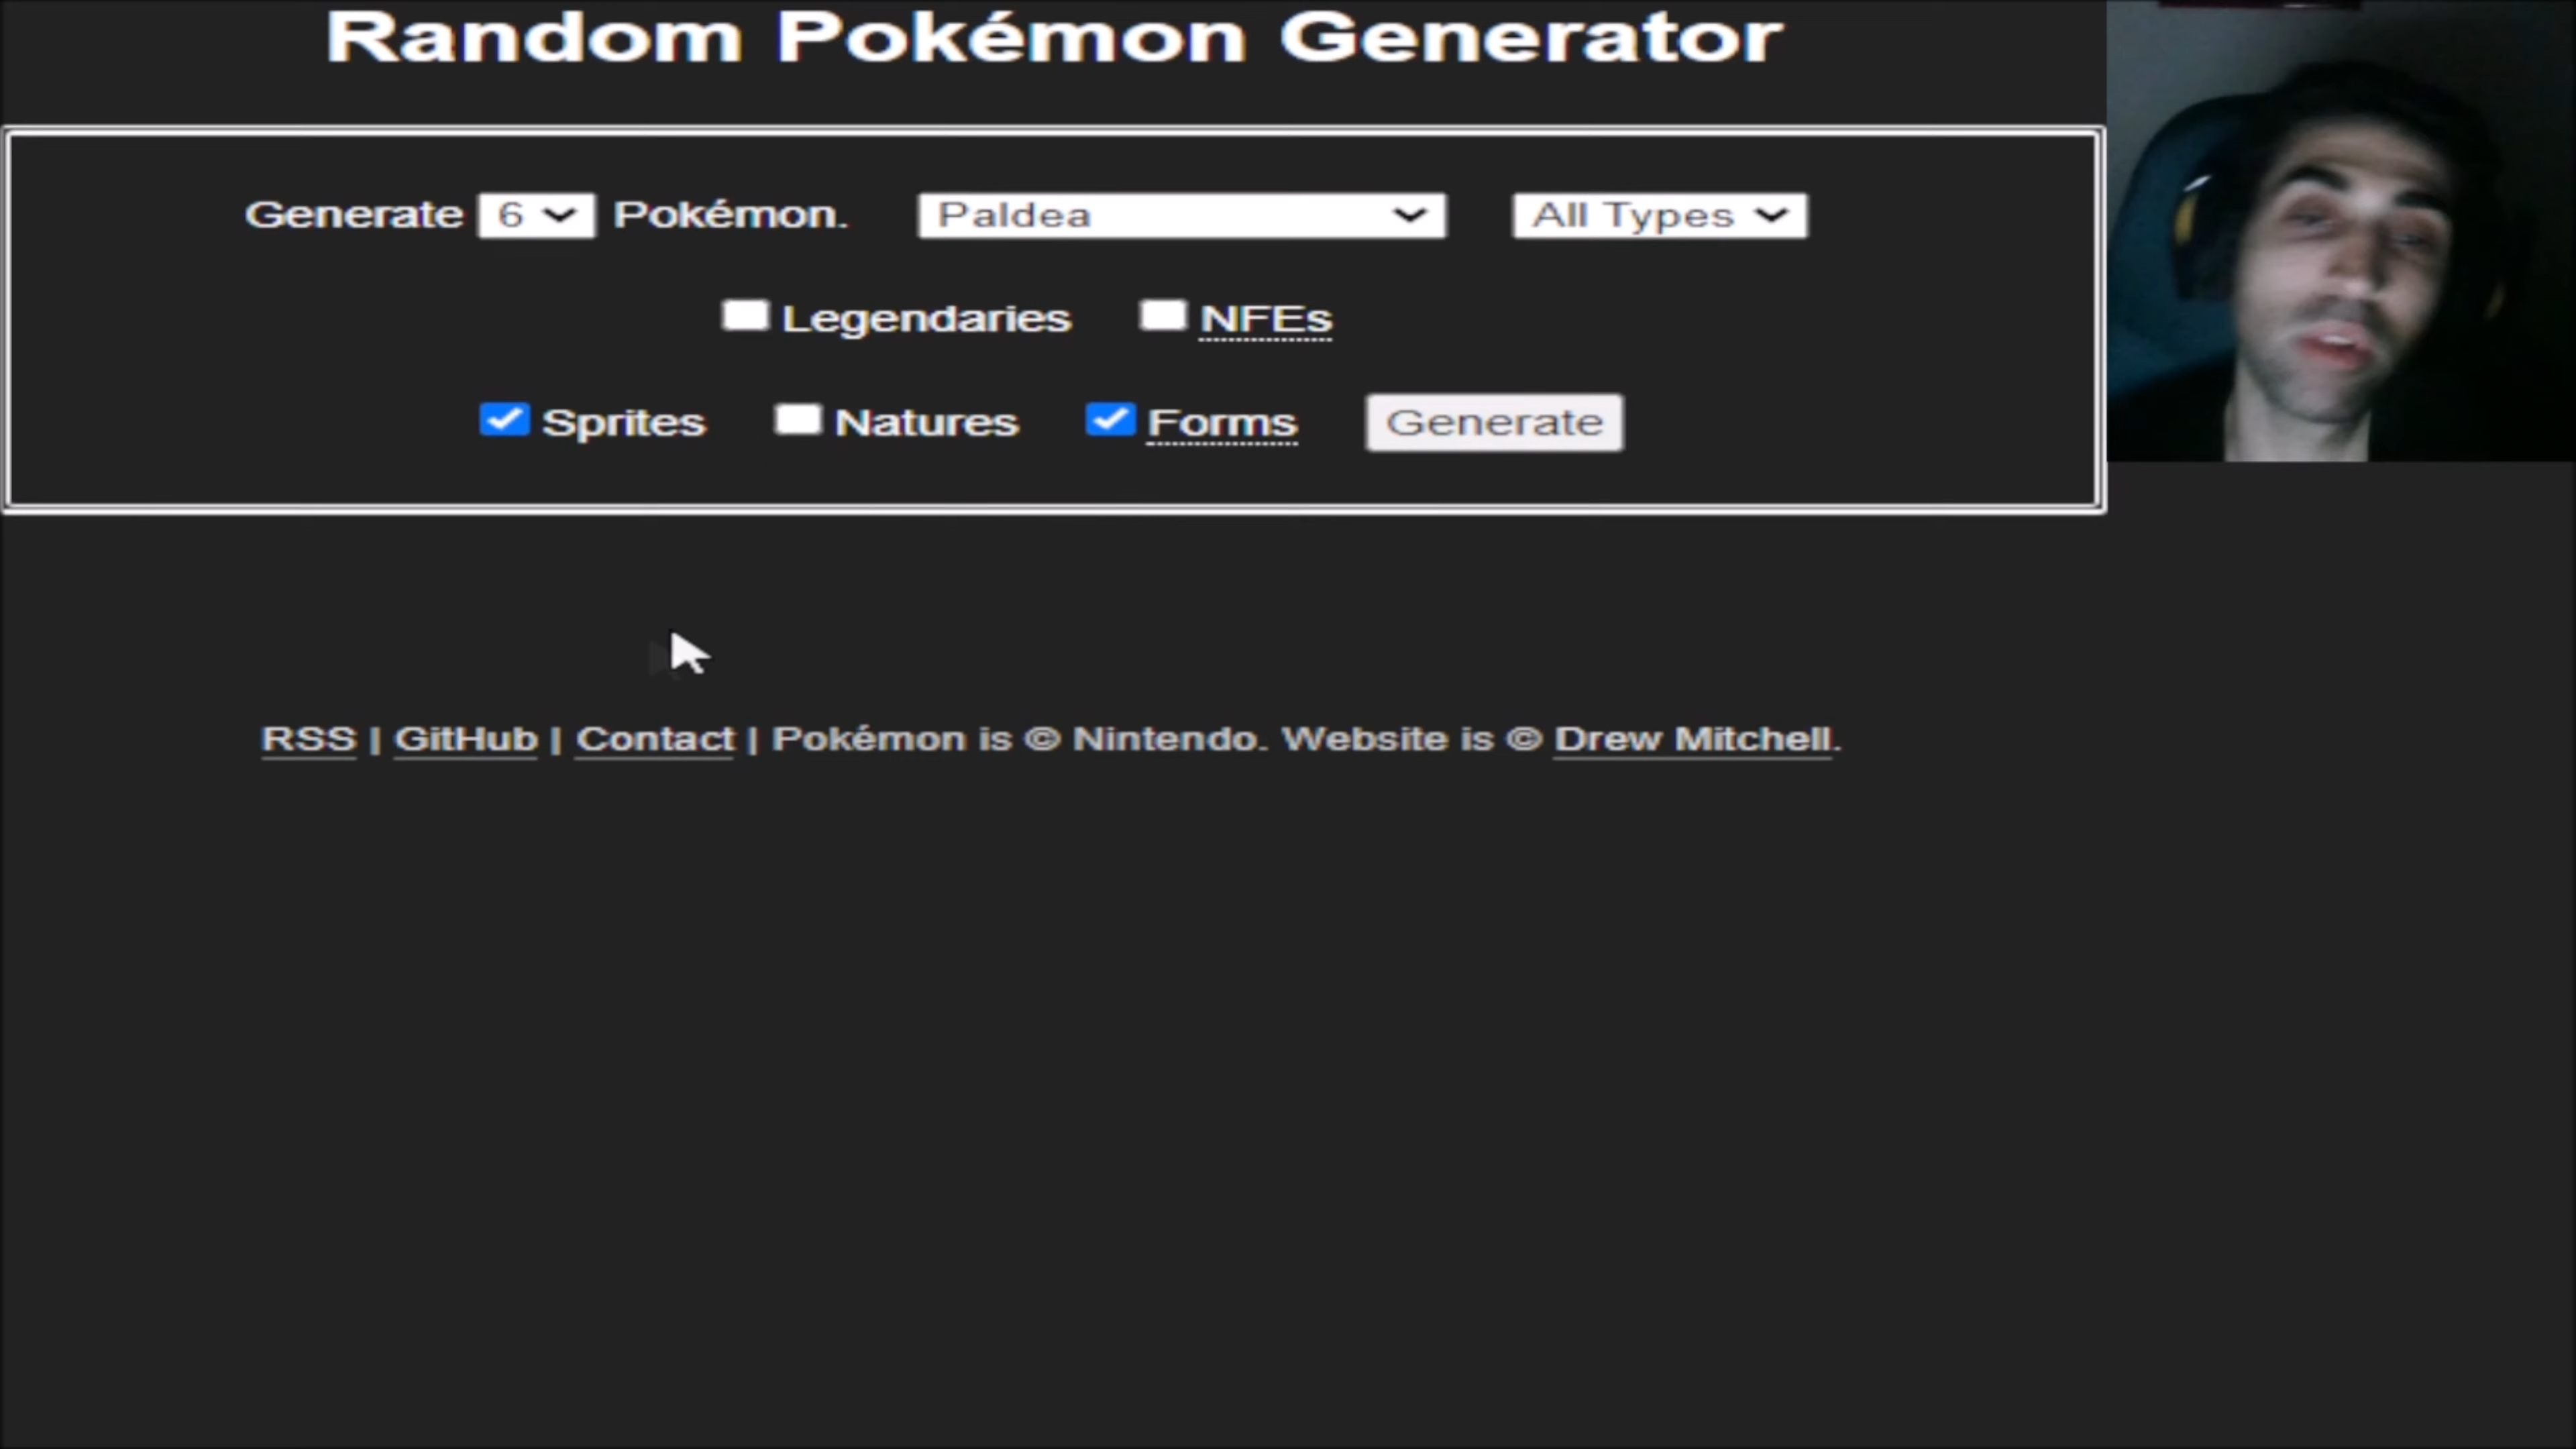 Random Pokémon Generator
Generate 6 Pokémon. Paldea All Types
Legendaries NFEs
Sprites Natures Forms Generate
RSS | GitHub | Contact | Pokémon is © Nintendo. Website is © Drew Mitchell.